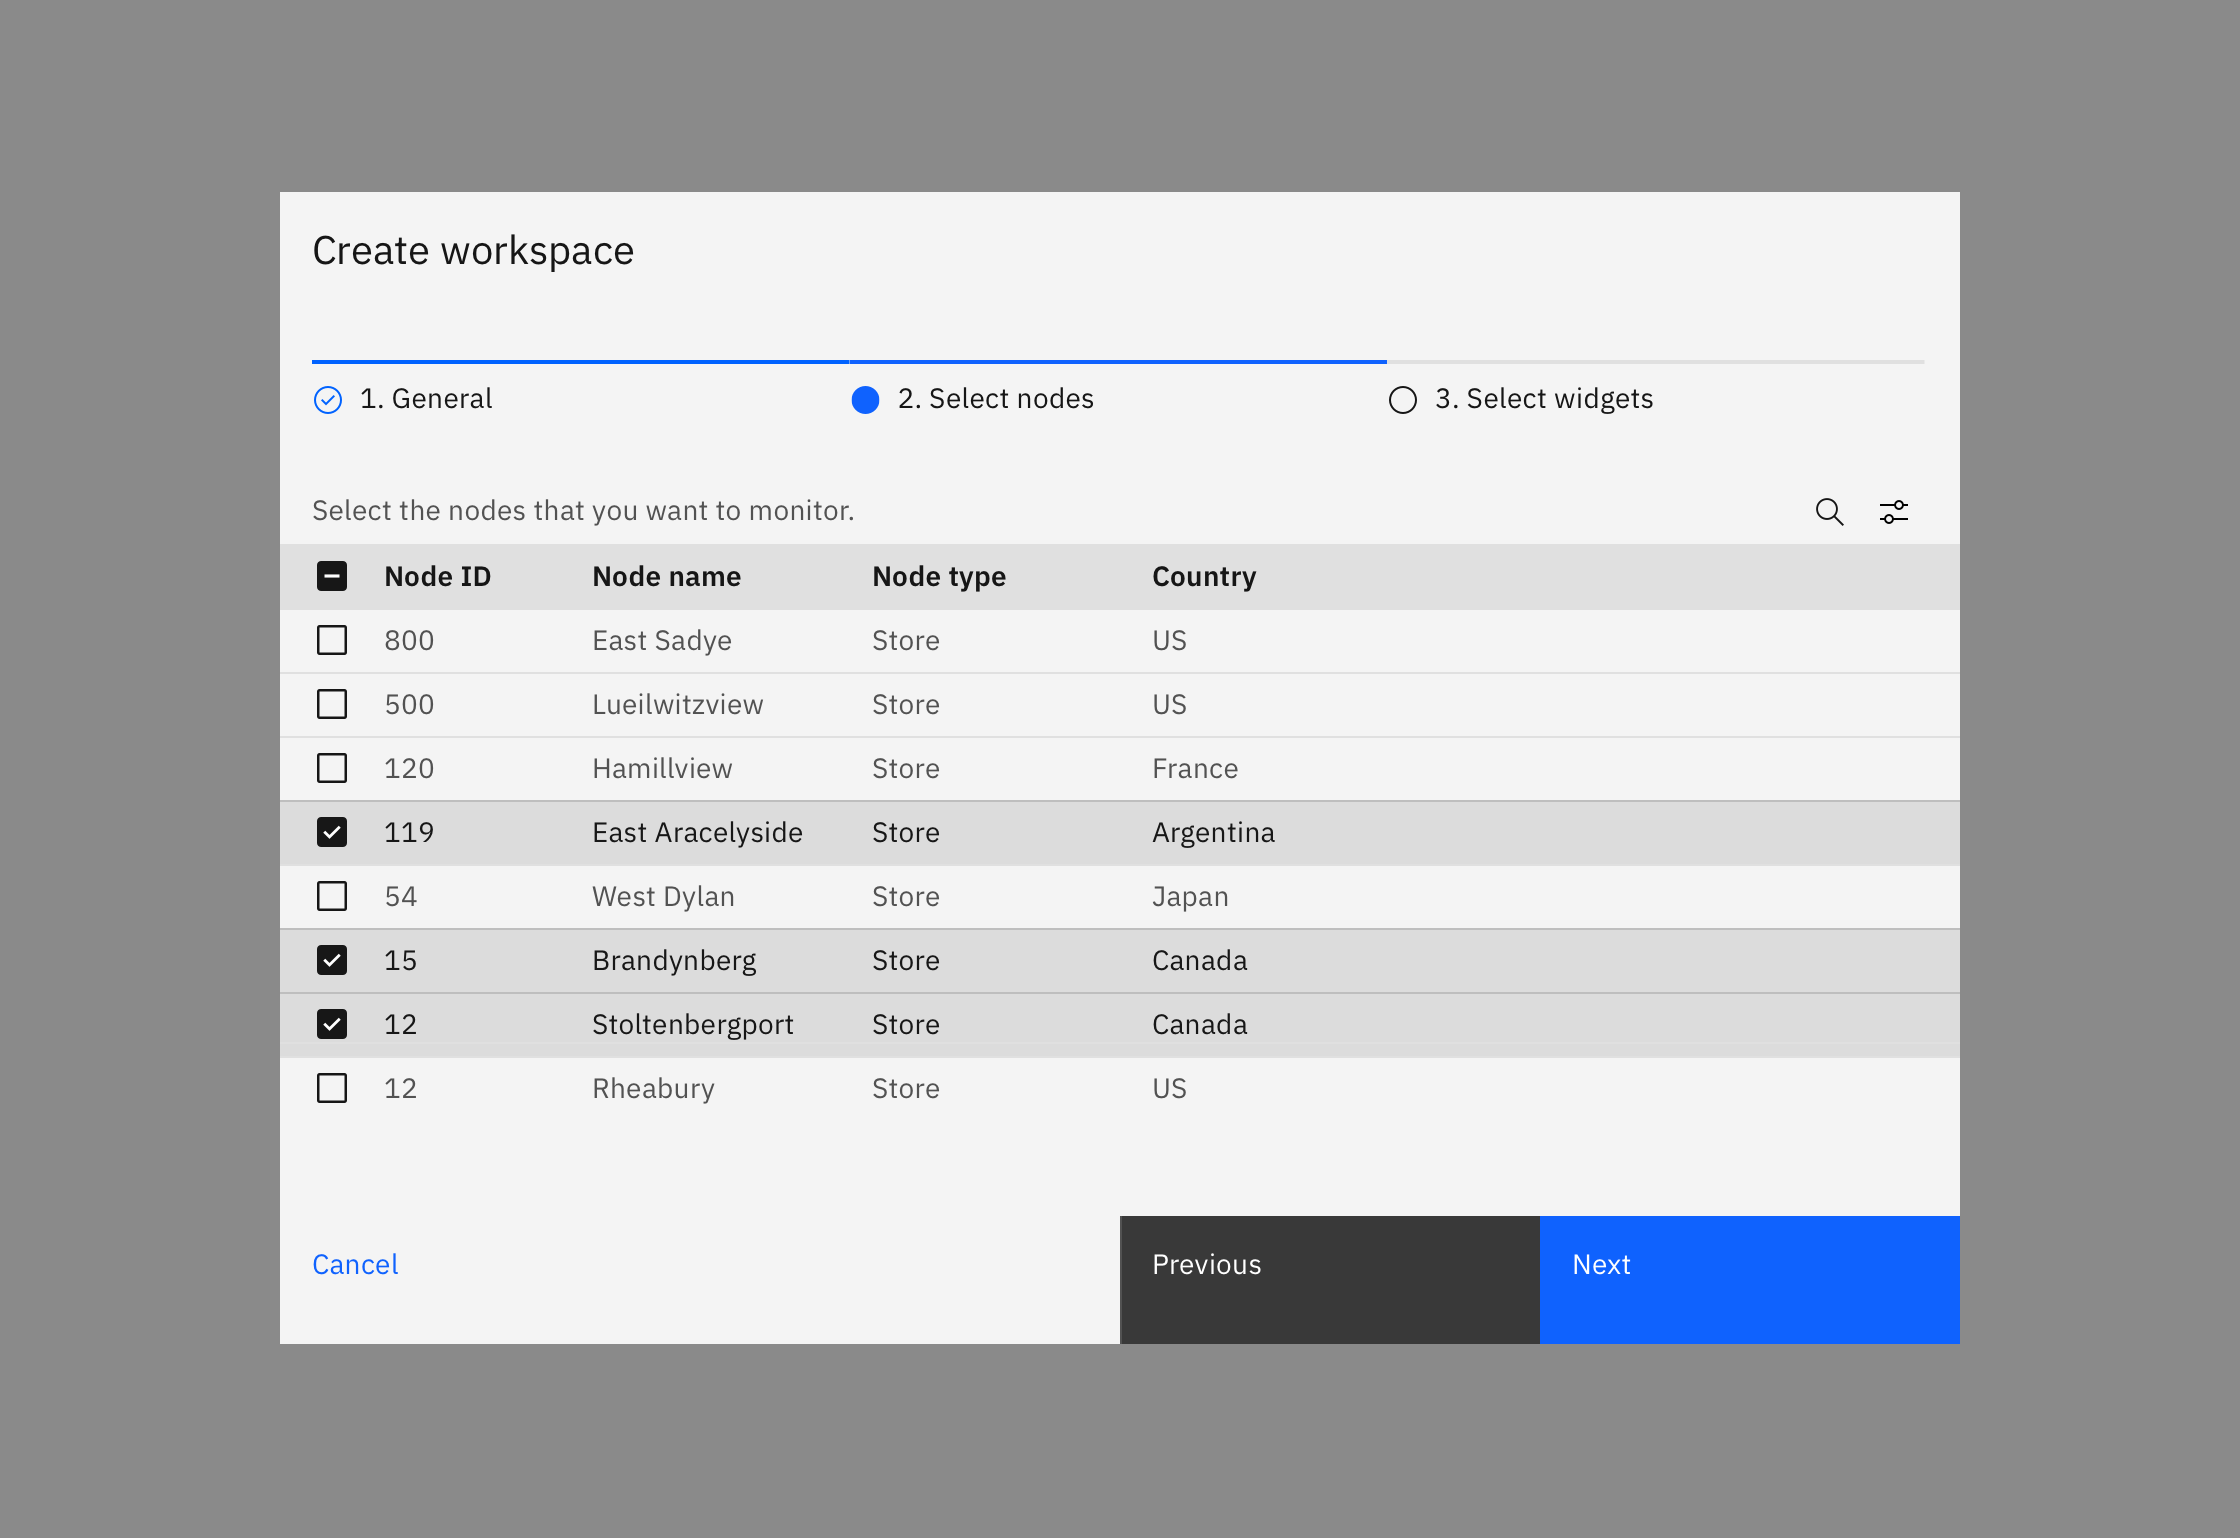 Create workspace
1. General 2. Select nodes 3. Select widgets
Select the nodes that you want to monitor.
Node ID Node name Node type Country
800 East Sadye Store US
500 Lueilwitzview Store US
120 Hamillview Store France
119 East Aracelyside Store Argentina
54 West Dylan Store Japan
15 Brandynberg Store Canada
12 Stoltenbergport Store Canada
12 Rheabury Store US
Cancel Previous Next